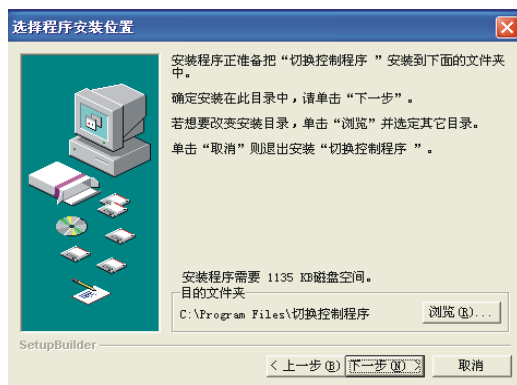 选择程序安装位置
安装程序正准备把“切换控制程序 ”安装到下面的文件夹
中。
确定安装在此目录中，请单击“下一步”。
若想要改变安装目录，单击“浏览”并选定其它目录。
单击“取消”则退出安装“切换控制程序 ”。
安装程序需要 1135 KB磁盘空间。
目的文件夹
C:\Program Files\切换控制程序
浏览(R)...
SetupBuilder
< 上一步(B)
下一步(N) >
取消